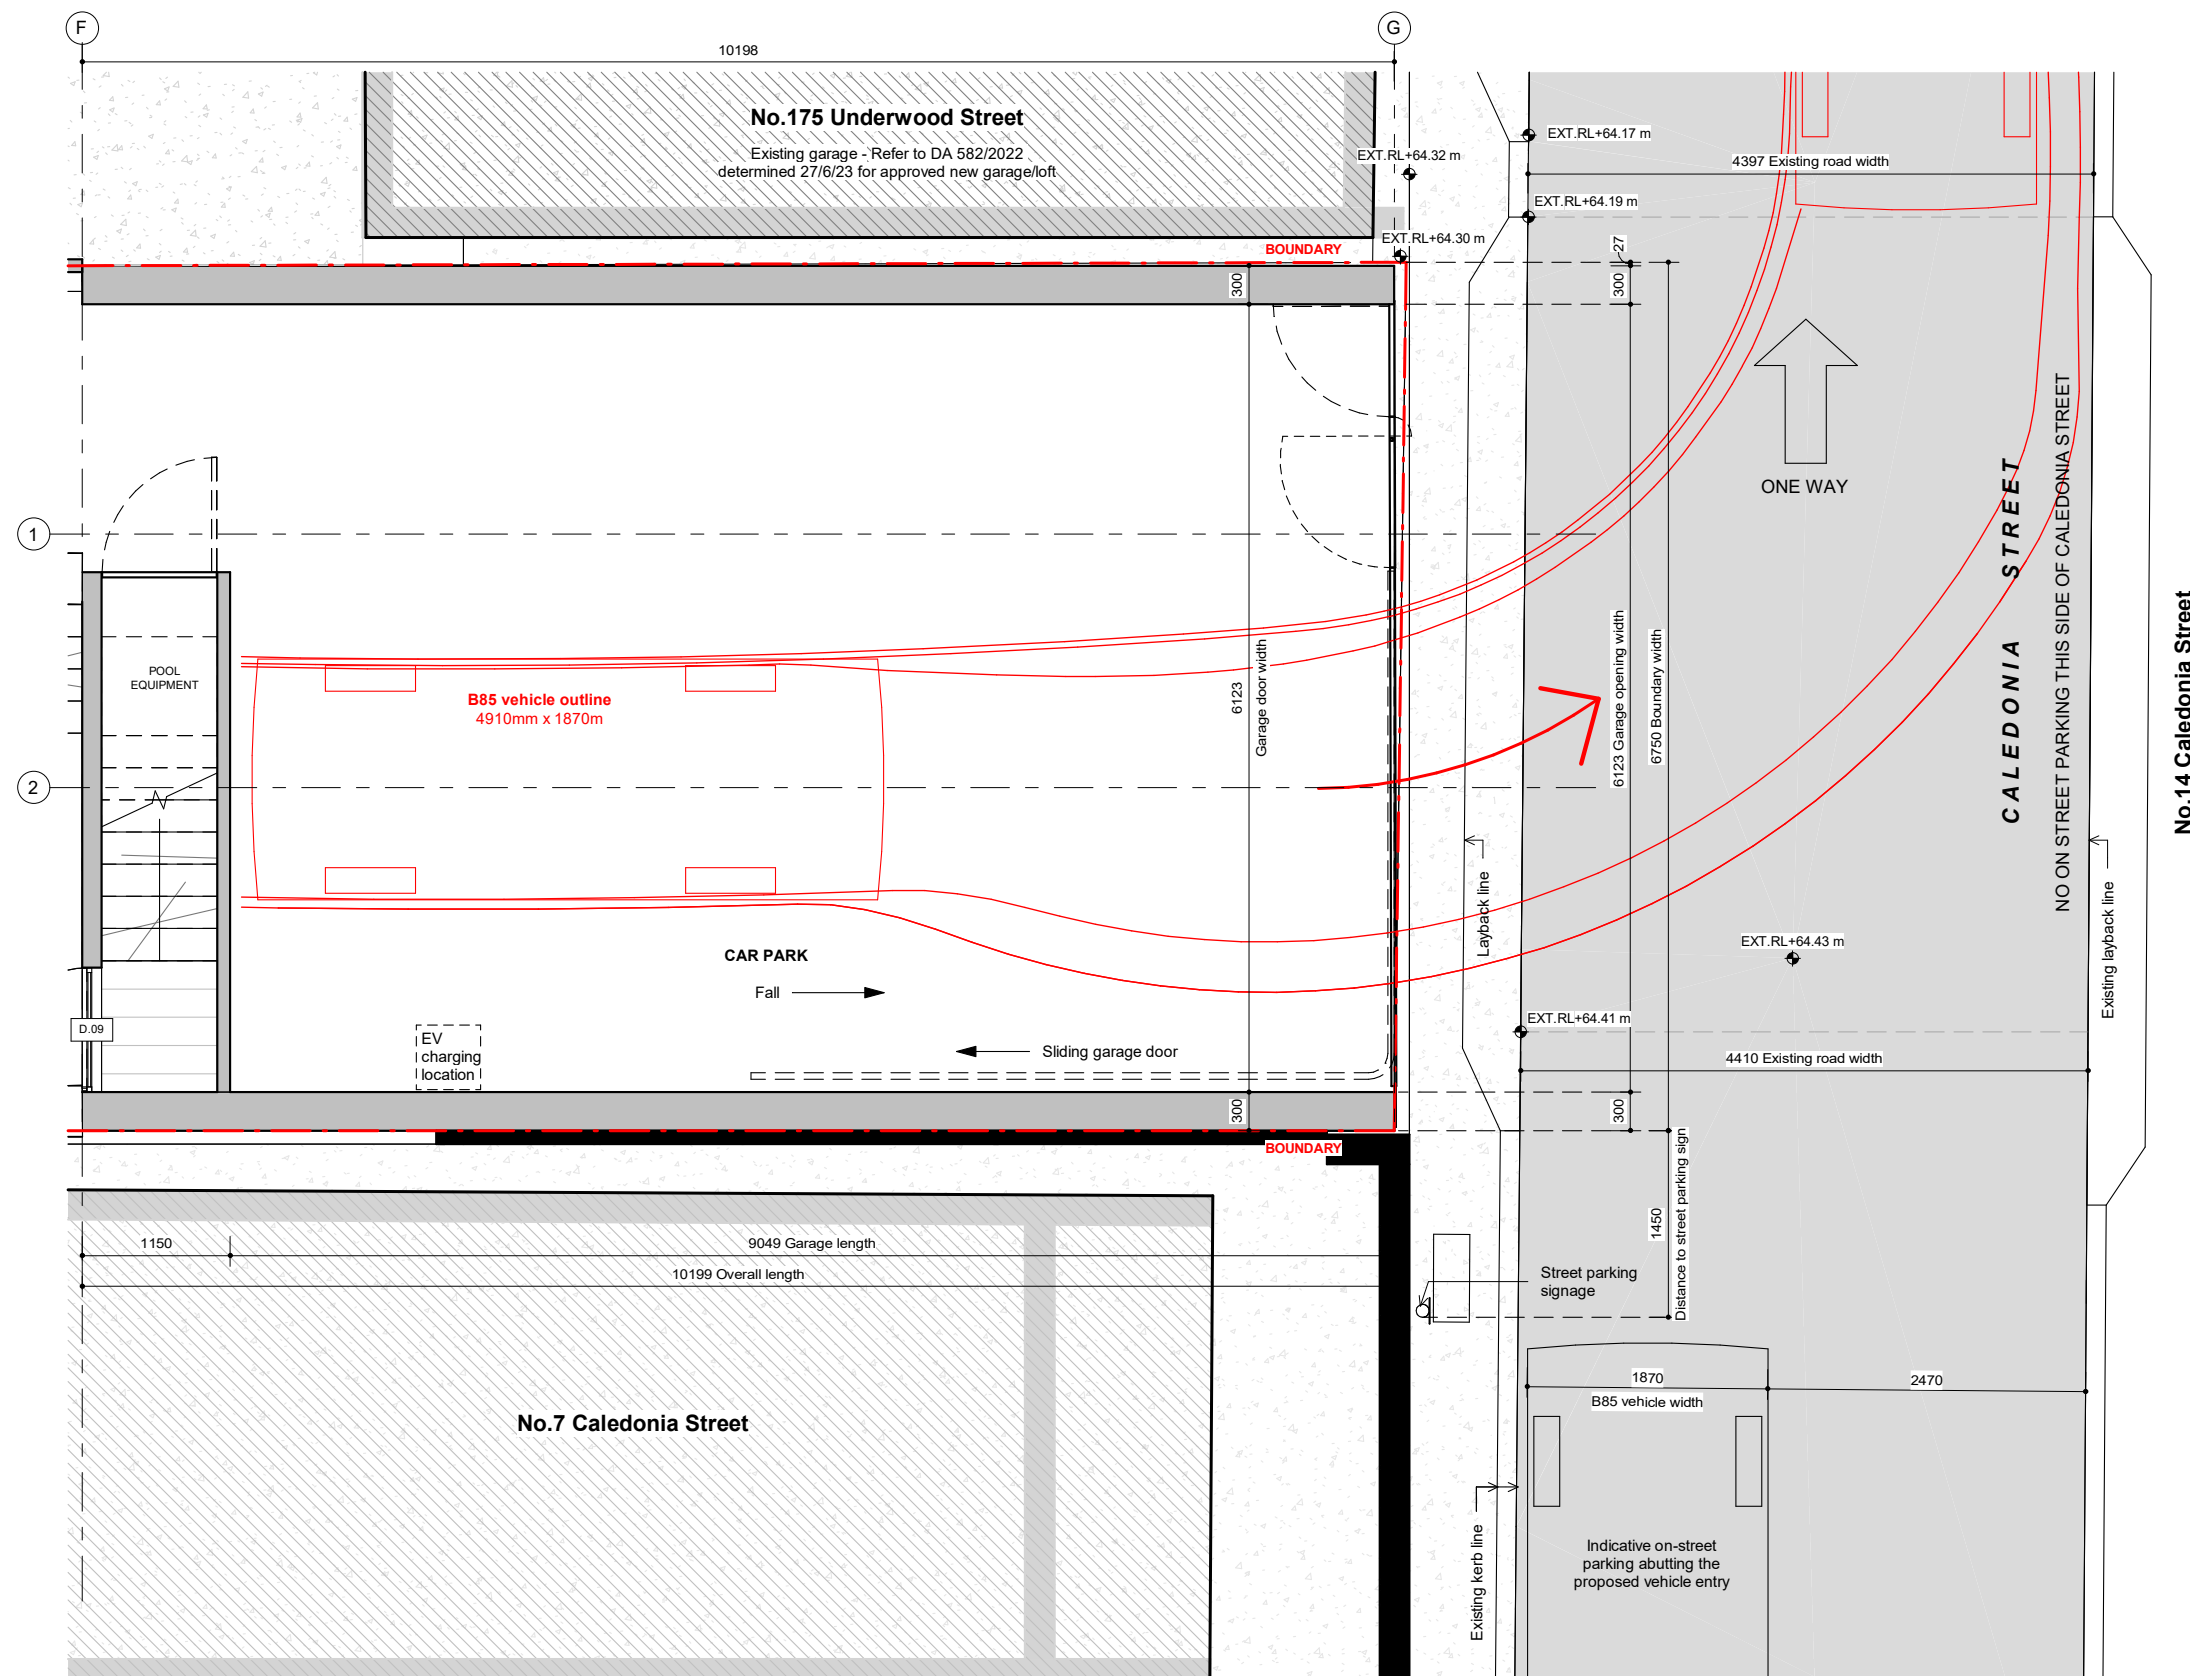 F
G
10198
No.175 Underwood Street
Existing garage - Refer to DA 582/2022
determined 27/6/23 for approved new garage/loft
EXT.RL+64.32 m
EXT.RL+64.17 m
4397 Existing road width
EXT.RL+64.19 m
EXT.RL+64.30 m
BOUNDARY
27
300
300
ONE WAY
CALEDONIA STREET
NO ON STREET PARKING THIS SIDE OF CALEDONIA STREET
No.14 Caledonia Street
1
2
POOL
EQUIPMENT
B85 vehicle outline
4910mm x 1870m
6123
Garage door width
6123 Garage opening width
6750 Boundary width
Layback line
Existing layback line
CAR PARK
Fall
EXT.RL+64.43 m
EXT.RL+64.41 m
4410 Existing road width
D.09
EV
charging
location
Sliding garage door
300
300
BOUNDARY
1150
9049 Garage length
10199 Overall length
1450
Distance to street parking sign
Street parking
signage
No.7 Caledonia Street
1870
B85 vehicle width
2470
Existing kerb line
Indicative on-street
parking abutting the
proposed vehicle entry